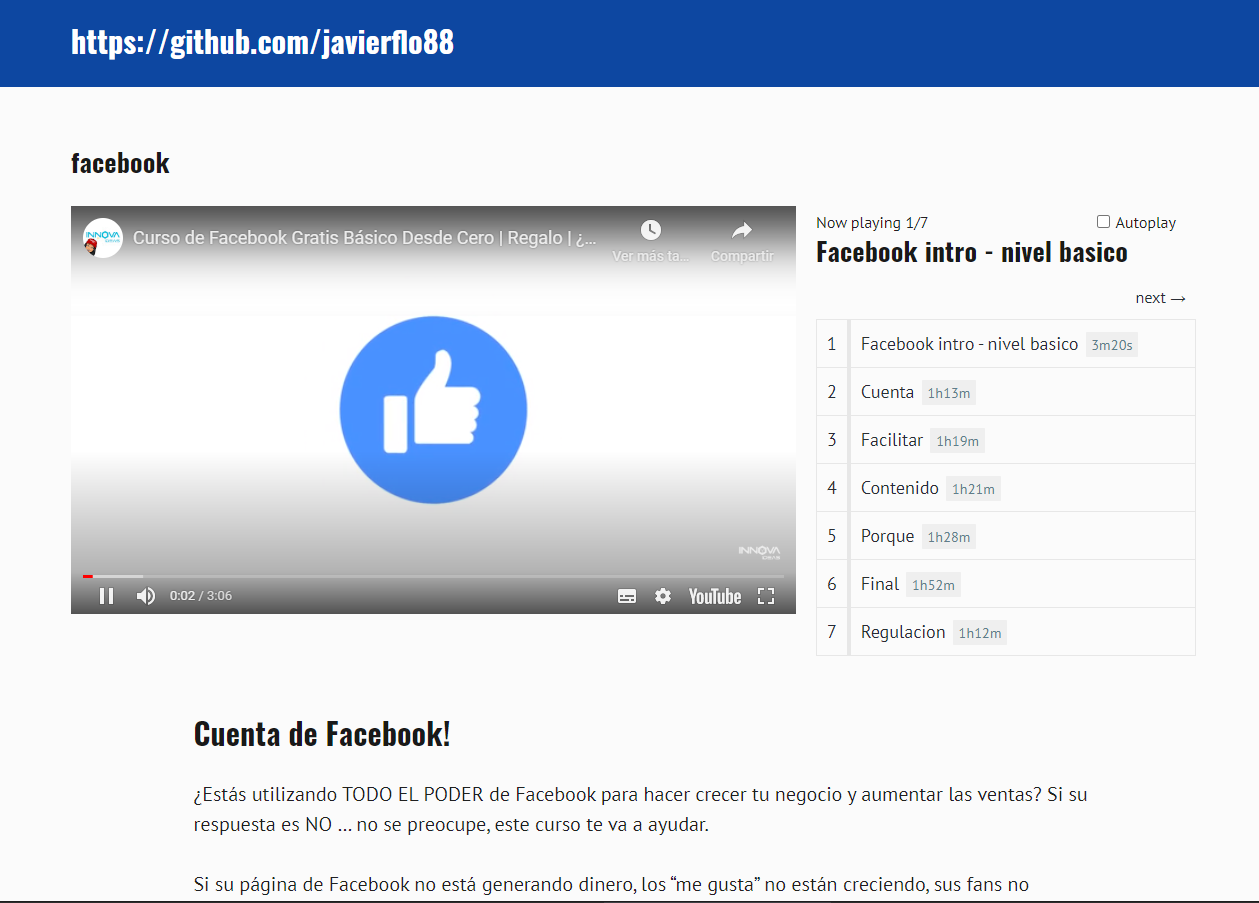 https://github.com/javierflo88
facebook
INNOVA
Curso de Facebook Gratis Básico Desde Cero | Regalo | ¿...
Ver más ta...
Compartir
INNOVA
IDEAS
0:02 / 3:06
YouTube
Now playing 1/7
Autoplay
Facebook intro - nivel basico
next →
1 Facebook intro - nivel basico 3m20s
2 Cuenta 1h13m
3 Facilitar 1h19m
4 Contenido 1h21m
5 Porque 1h28m
6 Final 1h52m
7 Regulacion 1h12m
Cuenta de Facebook!
¿Estás utilizando TODO EL PODER de Facebook para hacer crecer tu negocio y aumentar las ventas? Si su
respuesta es NO ... no se preocupe, este curso te va a ayudar.
Si su página de Facebook no está generando dinero, los “me gusta” no están creciendo, sus fans no